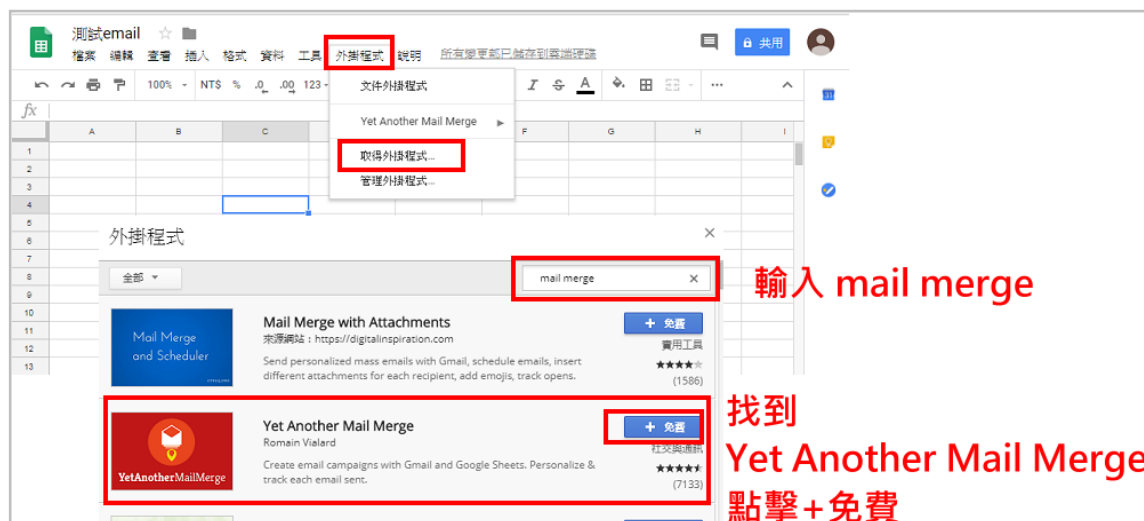 測試email
檔案 編輯 查看 插入 格式 資料 工具 外掛程式 說明 所有變更都已儲存到雲端硬碟
共用
100% NT$ % .0 .00 123 I S A ...
文件外掛程式
Yet Another Mail Merge
取得外掛程式...
管理外掛程式...
fx
A B C F G H I
1
2
3
4
5
6
7
8
9
10
11
12
13
31
外掛程式
全部
mail merge
輸入 mail merge
Mail Merge and Scheduler
Mail Merge with Attachments
來源網站:https://digitalinspiration.com
Send personalized mass emails with Gmail, schedule emails, insert
different attachments for each recipient, add emojis, track opens.
+ 免費
實用工具
(1586)
YetAnotherMailMerge
Yet Another Mail Merge
Romain Vialard
Create email campaigns with Gmail and Google Sheets. Personalize &
track each email sent.
+ 免費
社交與通訊
(7133)
找到
Yet Another Mail Merge
點擊+免費